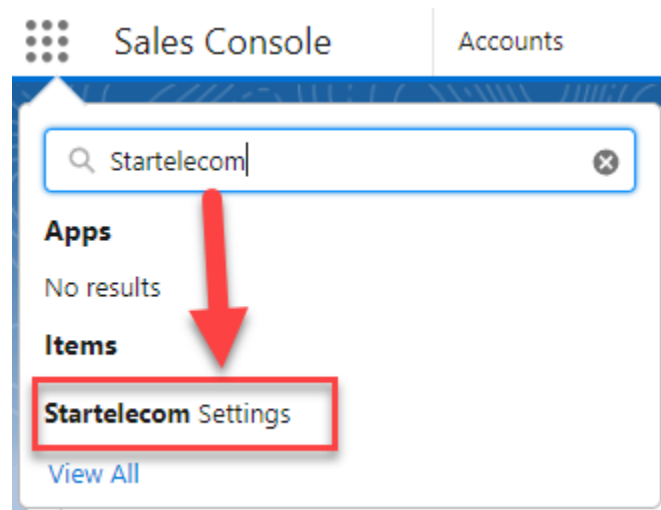 Sales Console
Accounts
Startelecom
Apps
No results
Items
Startelecom Settings
View All